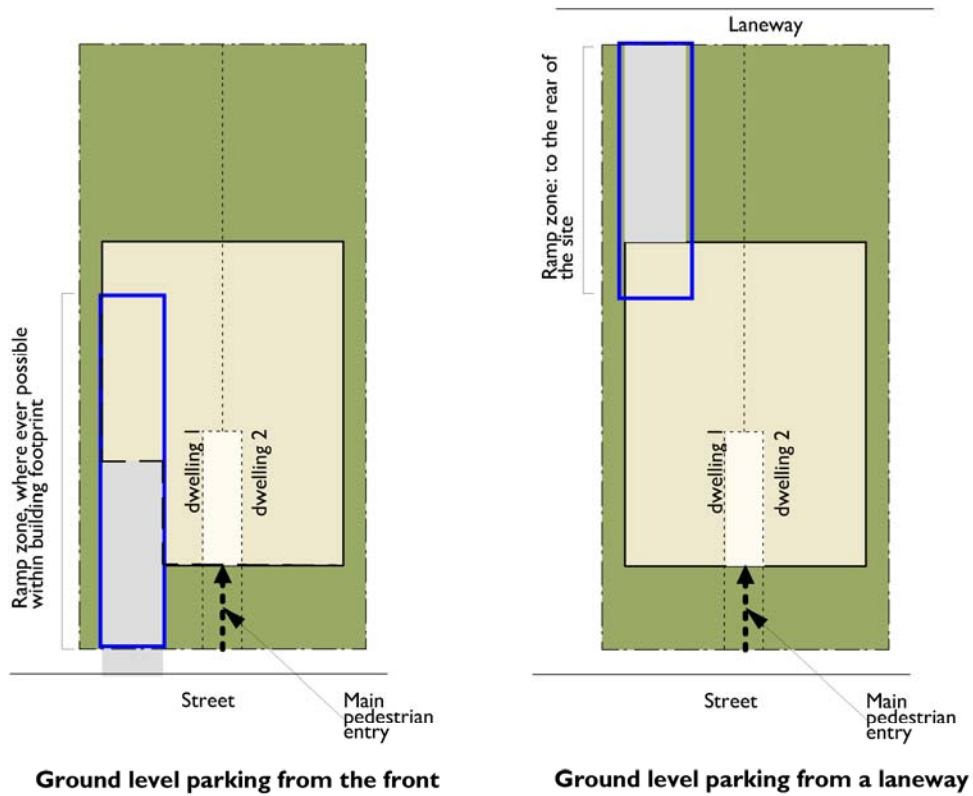 Laneway
Ramp zone: to the rear of
the site
Ramp zone, where ever possible
within building footprint
dwelling 1
dwelling 2
dwelling 1
dwelling 2
Street
Main
pedestrian
entry
Street
Main
pedestrian
entry
Ground level parking from the front
Ground level parking from a laneway